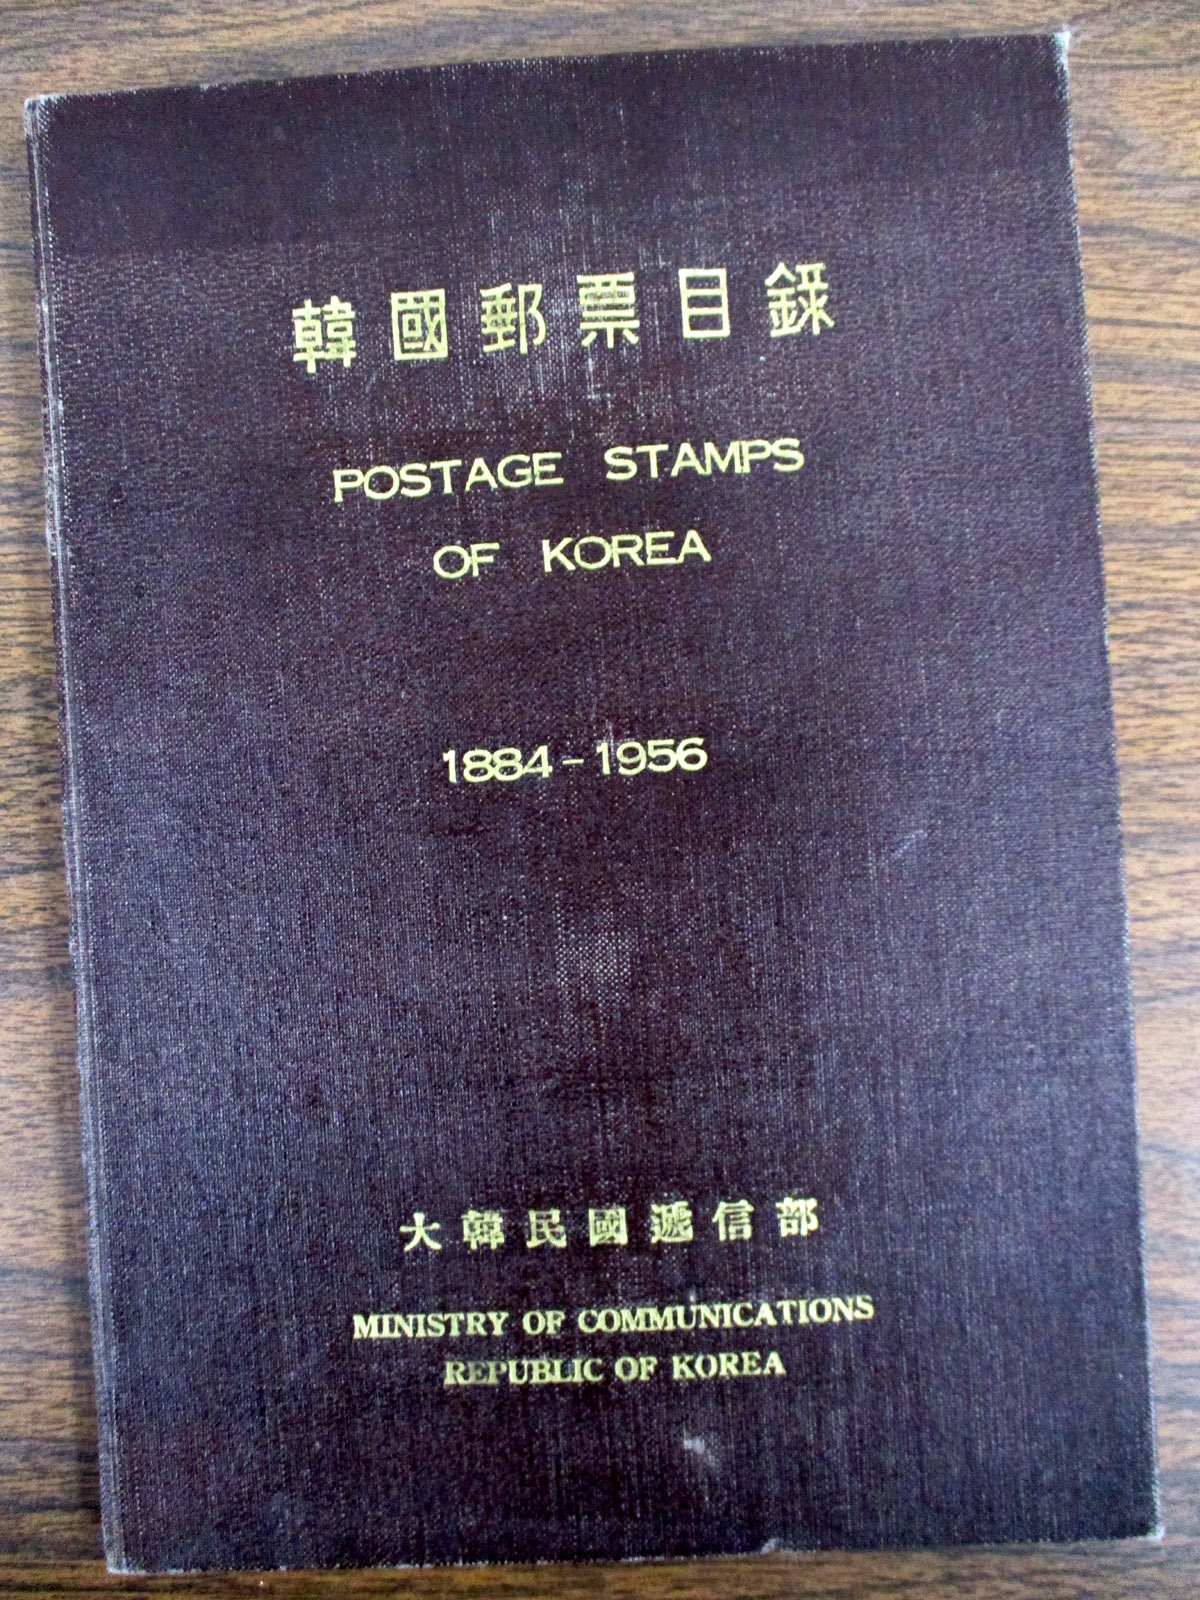 韓國郵票目錄
POSTAGE STAMPS
OF KOREA
1884-1956
大韓民國遞信部
MINISTRY OF COMMUNICATIONS
REPUBLIC OF KOREA